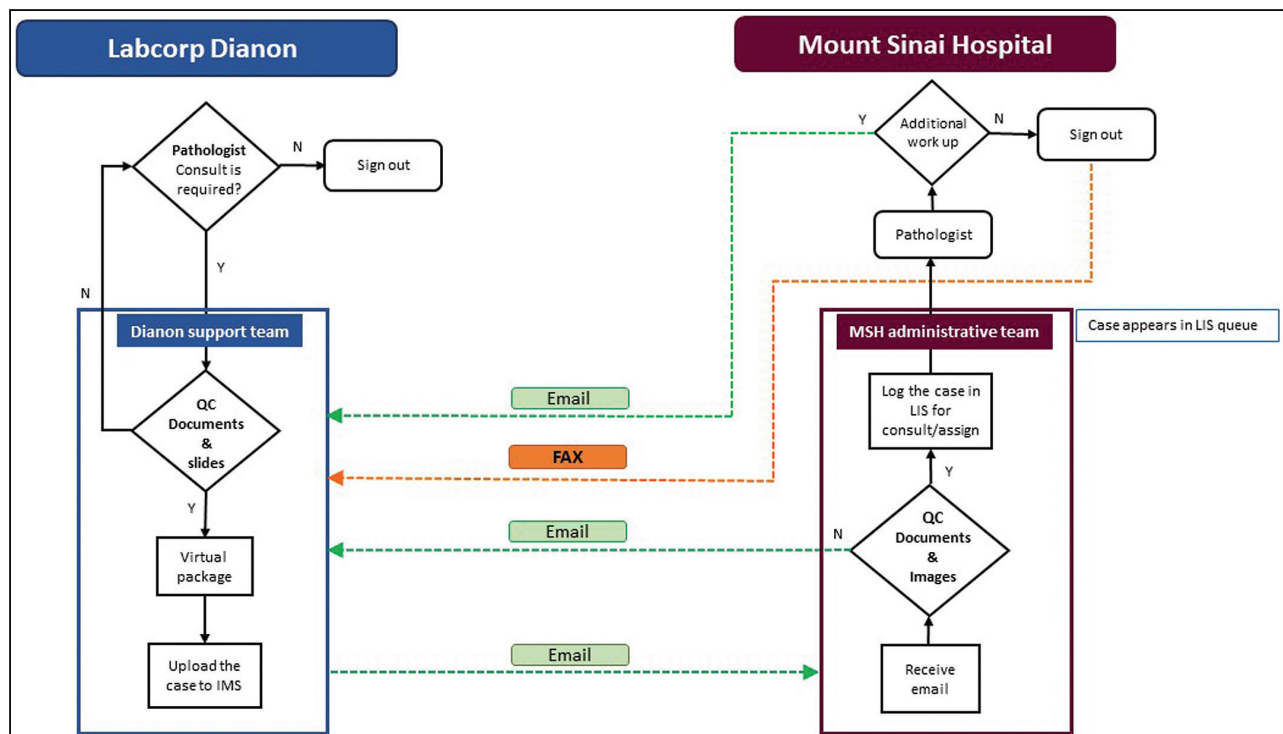 Labcorp Dianon
Mount Sinai Hospital
Pathologist
Consult is
required?
N
Sign out
Y
N
Dianon support team
QC
Documents
&
slides
Y
Virtual
package
Upload the
case to IMS
Y
Additional
work up
N
Sign out
Pathologist
MSH administrative team
Case appears in LIS queue
Log the case in
LIS for
consult/assign
Y
QC
Documents
&
Images
N
Receive
email
Email
FAX
Email
Email